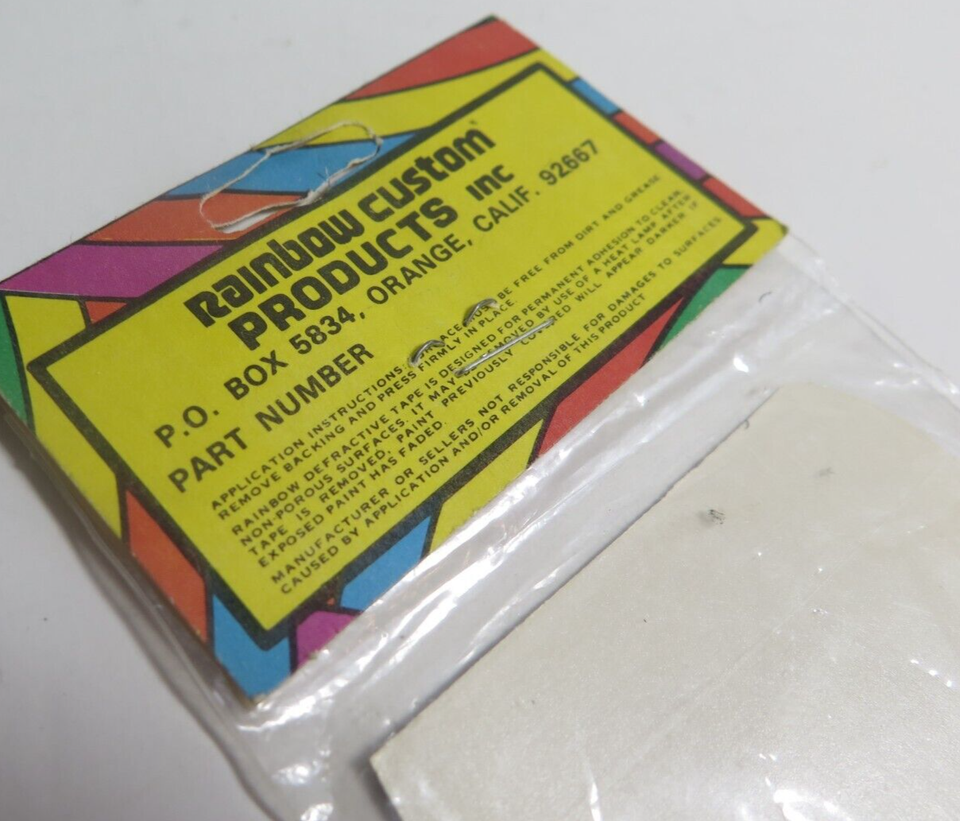 rainbow custom
PRODUCTS inc
P.O. BOX 5834, ORANGE, CALIF. 92667
PART NUMBER
APPLICATION INSTRUCTIONS: BE FREE FROM DIRT AND GREASE
REMOVE BACKING AND PRESS FIRMLY IN PLACE
RAINBOW DEFRACTIVE TAPE IS DESIGNED FOR PERMANENT ADHESION TO CLEAN,
NON-POROUS SURFACES. IT MAY BE REMOVED BY USE OF A HEAT LAMP. AFTER
TAPE IS REMOVED, PAINT PREVIOUSLY WILL APPEAR DARKER IF
EXPOSED PAINT HAS FADED.
MANUFACTURER OR SELLERS NOT RESPONSIBLE FOR DAMAGES TO SURFACES
CAUSED BY APPLICATION AND/OR REMOVAL OF THIS PRODUCT